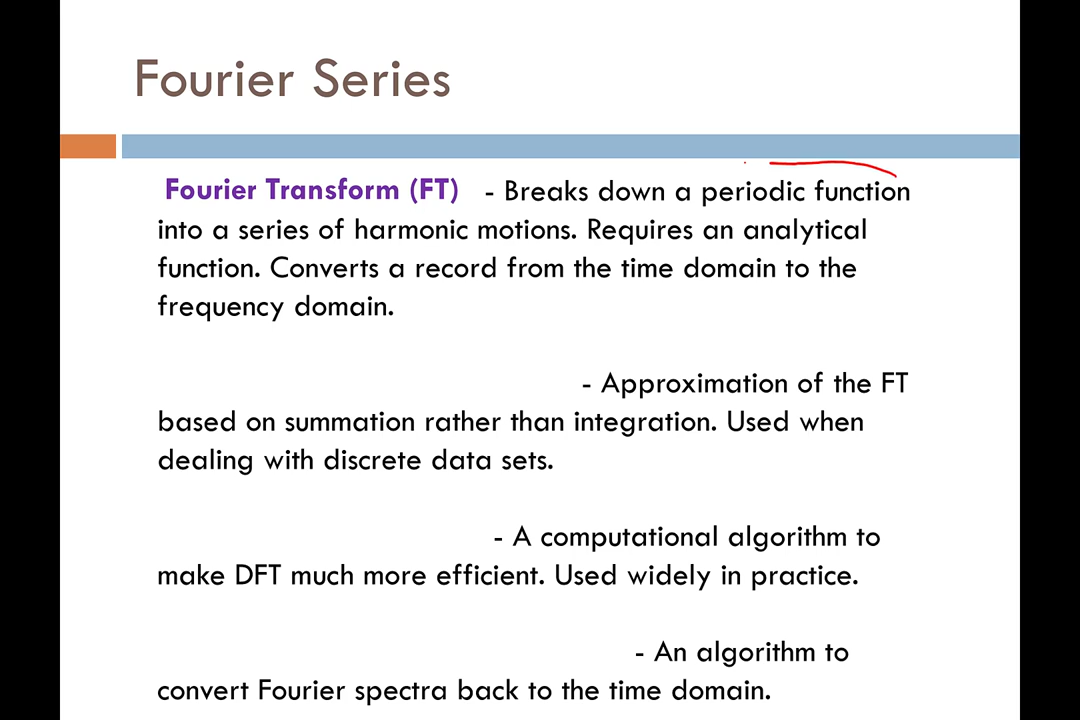 Fourier Series
Fourier Transform (FT) - Breaks down a periodic function
into a series of harmonic motions. Requires an analytical
function. Converts a record from the time domain to the
frequency domain.
- Approximation of the FT
based on summation rather than integration. Used when
dealing with discrete data sets.
- A computational algorithm to
make DFT much more efficient. Used widely in practice.
- An algorithm to
convert Fourier spectra back to the time domain.